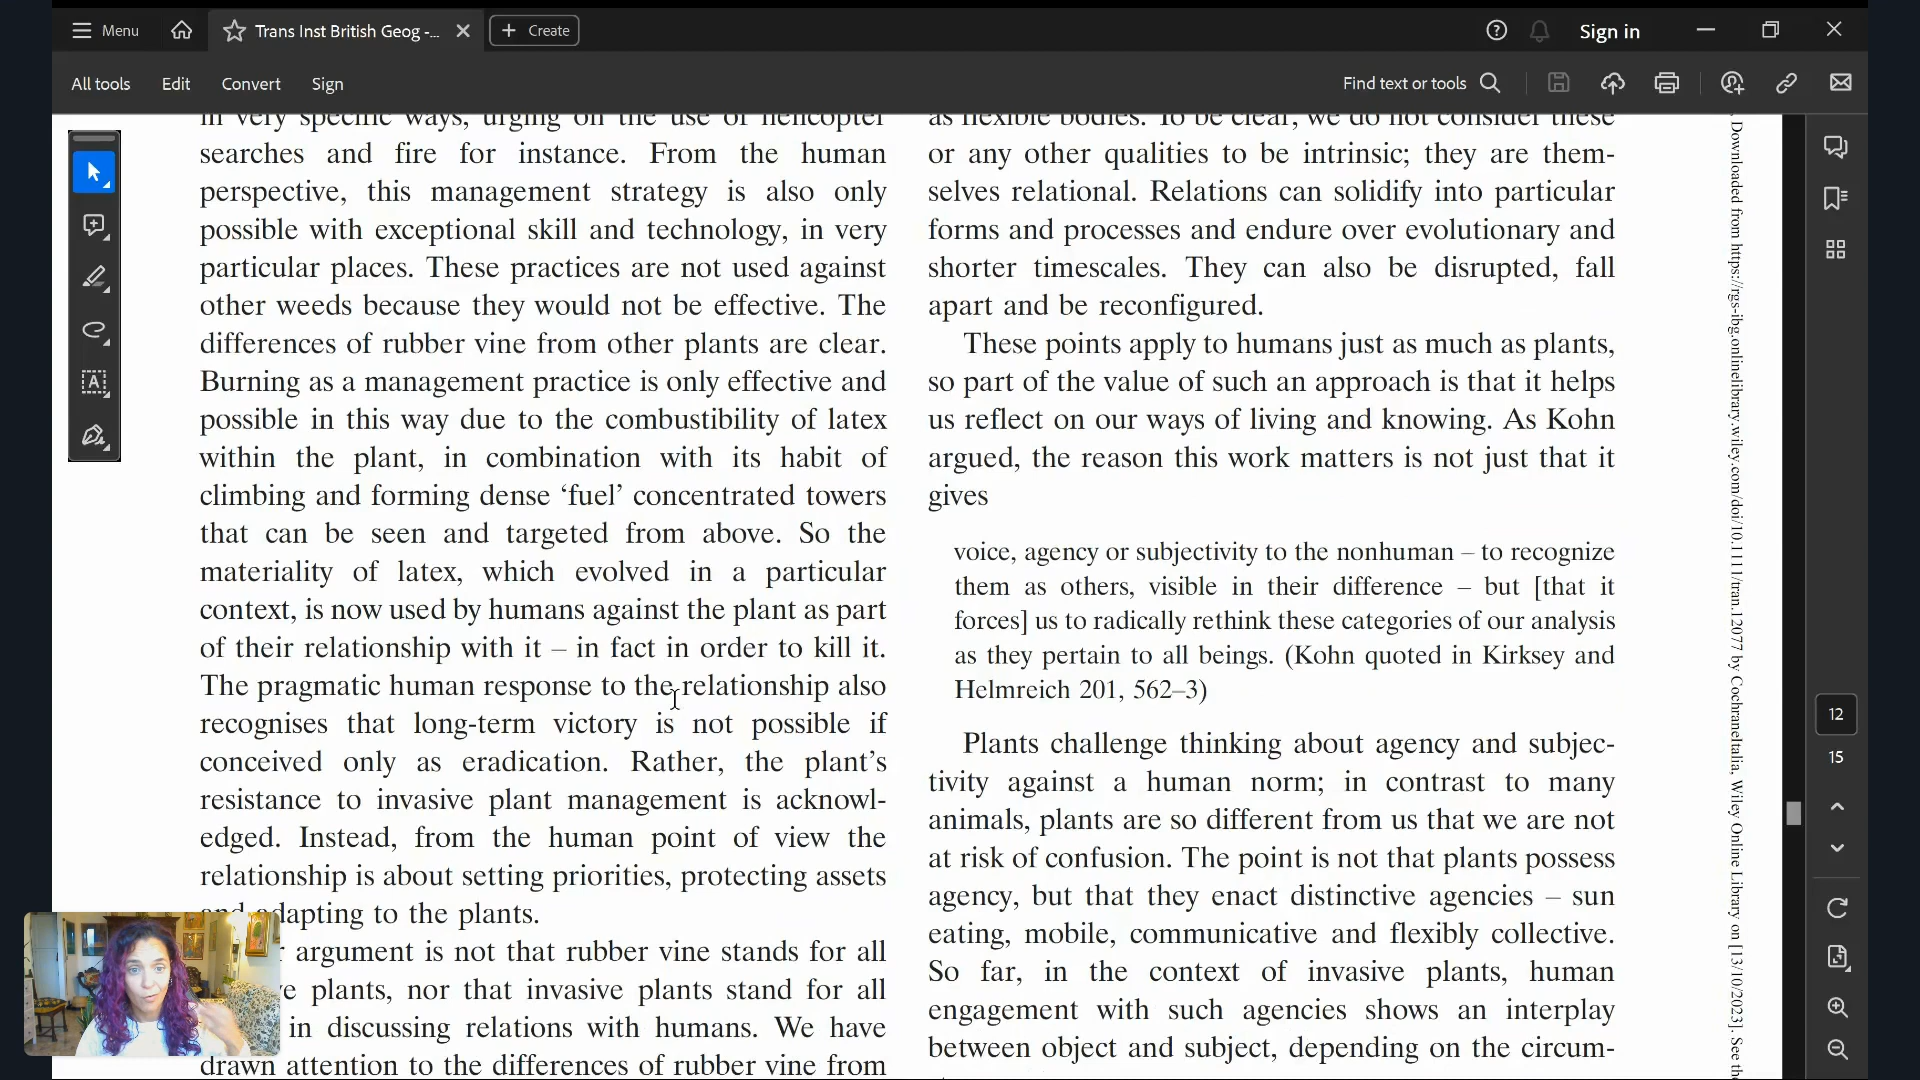 Menu
Trans Inst British Geog -...
Create
Sign in
All tools
Edit
Convert
Sign
Find text or tools
in very specific ways, urging on the use of helicopter
searches and fire for instance. From the human
perspective, this management strategy is also only
possible with exceptional skill and technology, in very
particular places. These practices are not used against
other weeds because they would not be effective. The
differences of rubber vine from other plants are clear.
Burning as a management practice is only effective and
possible in this way due to the combustibility of latex
within the plant, in combination with its habit of
climbing and forming dense ‘fuel’ concentrated towers
that can be seen and targeted from above. So the
materiality of latex, which evolved in a particular
context, is now used by humans against the plant as part
of their relationship with it – in fact in order to kill it.
The pragmatic human response to the relationship also
recognises that long-term victory is not possible if
conceived only as eradication. Rather, the plant’s
resistance to invasive plant management is acknowl-
edged. Instead, from the human point of view the
relationship is about setting priorities, protecting assets
and adapting to the plants.
argument is not that rubber vine stands for all
plants, nor that invasive plants stand for all
in discussing relations with humans. We have
drawn attention to the differences of rubber vine from
as flexible bodies. To be clear, we do not consider these
or any other qualities to be intrinsic; they are them-
selves relational. Relations can solidify into particular
forms and processes and endure over evolutionary and
shorter timescales. They can also be disrupted, fall
apart and be reconfigured.
These points apply to humans just as much as plants,
so part of the value of such an approach is that it helps
us reflect on our ways of living and knowing. As Kohn
argued, the reason this work matters is not just that it
gives
voice, agency or subjectivity to the nonhuman – to recognize
them as others, visible in their difference – but [that it
forces] us to radically rethink these categories of our analysis
as they pertain to all beings. (Kohn quoted in Kirksey and
Helmreich 201, 562–3)
Plants challenge thinking about agency and subjec-
tivity against a human norm; in contrast to many
animals, plants are so different from us that we are not
at risk of confusion. The point is not that plants possess
agency, but that they enact distinctive agencies – sun
eating, mobile, communicative and flexibly collective.
So far, in the context of invasive plants, human
engagement with such agencies shows an interplay
between object and subject, depending on the circum-
, Downloaded from https://rgs-ibg.onlinelibrary.wiley.com/doi/10.1111/tran.12077 by CochraneItalia, Wiley Online Library on [13/10/2023]. See th
12
15